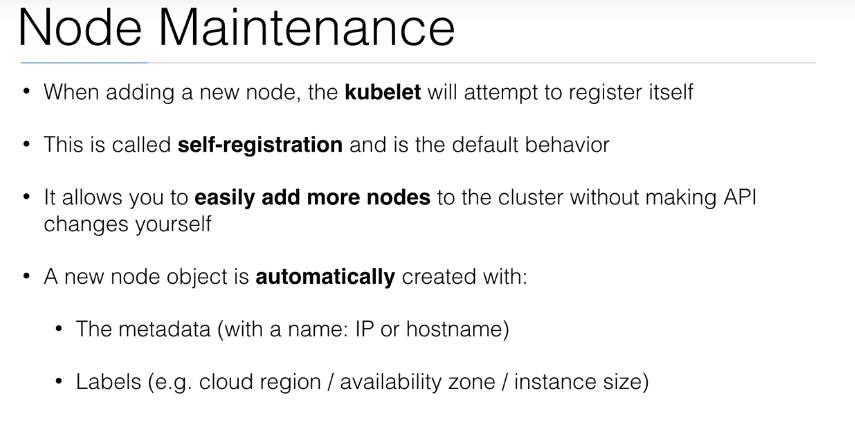 Node Maintenance
• When adding a new node, the kubelet will attempt to register itself
• This is called self-registration and is the default behavior
• It allows you to easily add more nodes to the cluster without making API
changes yourself
• A new node object is automatically created with:
• The metadata (with a name: IP or hostname)
• Labels (e.g. cloud region / availability zone / instance size)